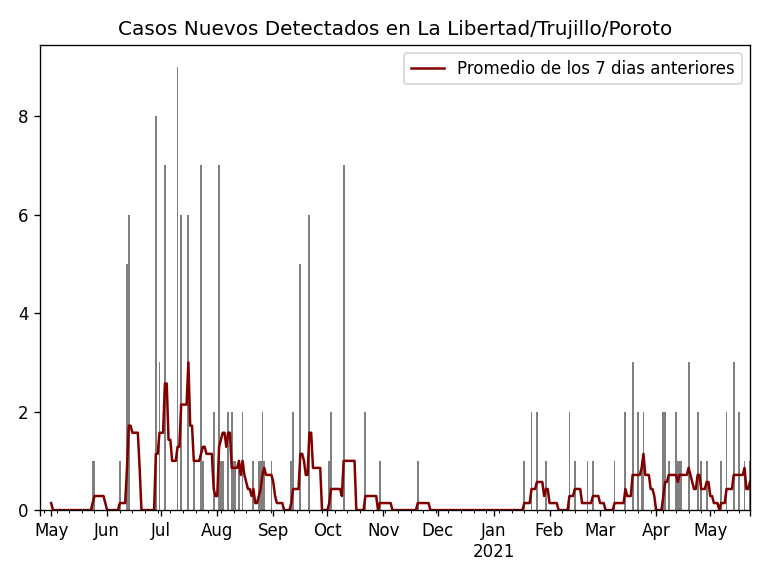 Casos Nuevos Detectados en La Libertad/Trujillo/Poroto
Promedio de los 7 dias anteriores
8
6
4
2
0
May Jun Jul Aug Sep Oct Nov Dec Jan Feb Mar Apr May
2021